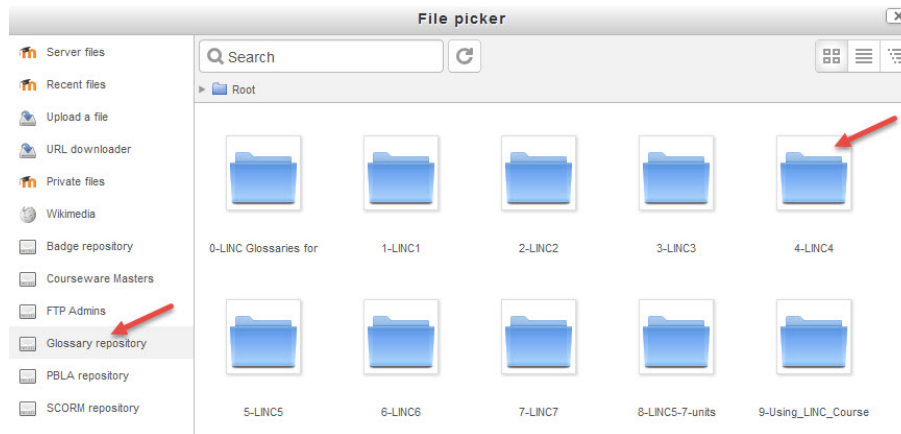 File picker
Server files
Recent files
Upload a file
URL downloader
Private files
Wikimedia
Badge repository
Courseware Masters
FTP Admins
Glossary repository
PBLA repository
SCORM repository
Search
Root
0-LINC Glossaries for
1-LINC1
2-LINC2
3-LINC3
4-LINC4
5-LINC5
6-LINC6
7-LINC7
8-LINC5-7-units
9-Using_LINC_Course